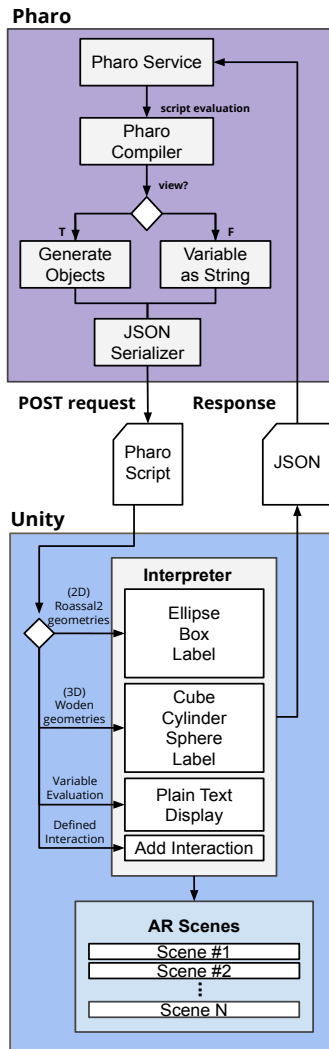 Pharo
Pharo Service
script evaluation
Pharo
Compiler
view?
T
F
Generate
Objects
Variable
as String
JSON
Serializer
POST request
Response
Pharo
Script
JSON
Unity
Interpreter
(2D)
Roassal2
geometries
Ellipse
Box
Label
(3D)
Woden
geometries
Cube
Cylinder
Sphere
Label
Variable
Evaluation
Plain Text
Display
Defined
Interaction
Add Interaction
AR Scenes
Scene #1
Scene #2
Scene N